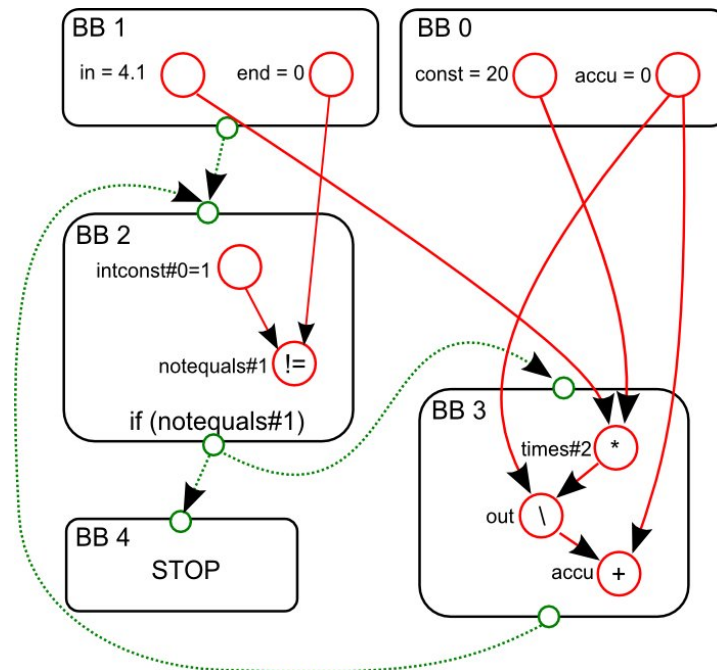 BB 1
in = 4.1
end = 0
BB 0
const = 20
accu = 0
BB 2
intconst#0=1
notequals#1
!=
if (notequals#1)
BB 3
times#2
*
out
\
accu
+
BB 4
STOP